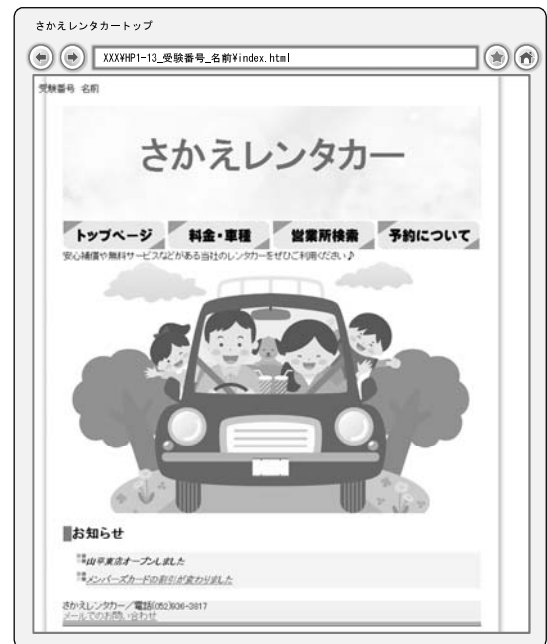 さかえレンタカートップ
XXX¥HP1-13_受験番号_名前¥index.html
受験番号 名前
さかえレンタカー
トップページ 料金・車種 営業所検索 予約について
安心補償や無料サービスなどがある当社のレンタカーをぜひご利用ください♪
お知らせ
山平東店オープンしました
メンバーズカードの割引が変わりました
さかえレンタカー／電話(052)936-3817
メールでのお問い合わせ